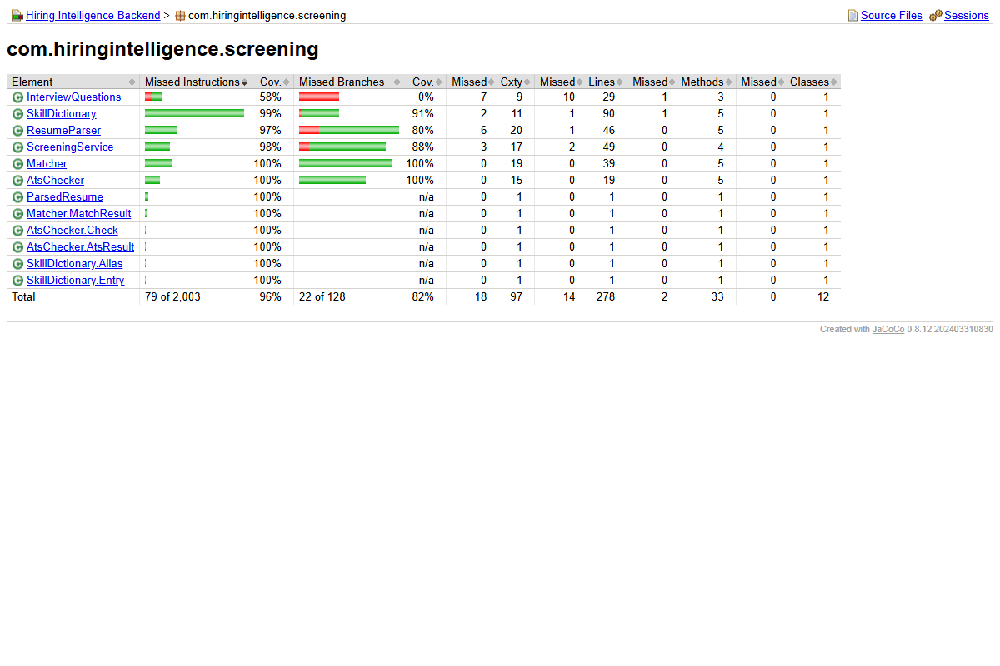 Hiring Intelligence Backend > com.hiringintelligence.screening Source Files Sessions
com.hiringintelligence.screening
Element Missed Instructions Cov. Missed Branches Cov. Missed Cxty Missed Lines Missed Methods Missed Classes
InterviewQuestions 58% 0% 7 9 10 29 1 3 0 1
SkillDictionary 99% 91% 2 11 1 90 1 5 0 1
ResumeParser 97% 80% 6 20 1 46 0 5 0 1
ScreeningService 98% 88% 3 17 2 49 0 4 0 1
Matcher 100% 100% 0 19 0 39 0 5 0 1
AtsChecker 100% 100% 0 15 0 19 0 5 0 1
ParsedResume 100% n/a 0 1 0 1 0 1 0 1
Matcher.MatchResult 100% n/a 0 1 0 1 0 1 0 1
AtsChecker.Check 100% n/a 0 1 0 1 0 1 0 1
AtsChecker.AtsResult 100% n/a 0 1 0 1 0 1 0 1
SkillDictionary.Alias 100% n/a 0 1 0 1 0 1 0 1
SkillDictionary.Entry 100% n/a 0 1 0 1 0 1 0 1
Total 79 of 2,003 96% 22 of 128 82% 18 97 14 278 2 33 0 12
Created with JaCoCo 0.8.12.202403310830